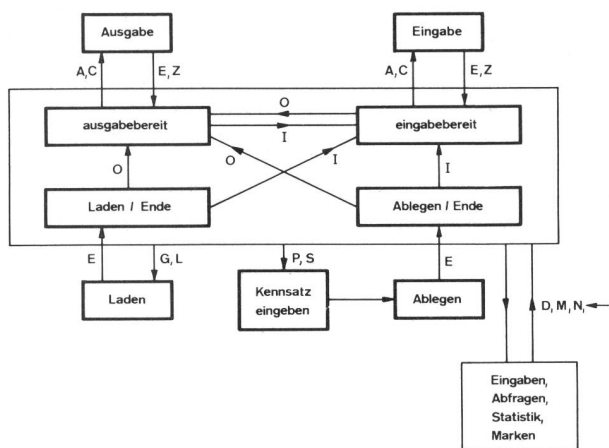 Ausgabe
Eingabe
A,C
E,Z
A,C
E,Z
ausgabebereit
O
I
eingabebereit
O
O
I
I
Laden / Ende
Ablegen / Ende
E
G,L
P,S
E
Laden
Kennsatz
eingeben
Ablegen
D,M,N,
Eingaben,
Abfragen,
Statistik,
Marken